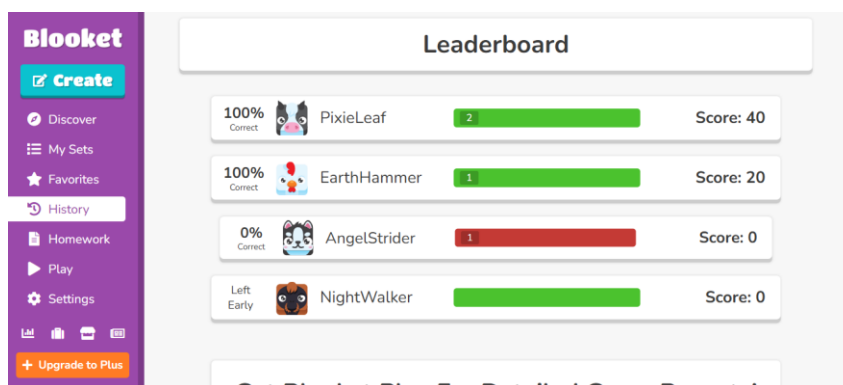 Blooket
Create
Discover
My Sets
Favorites
History
Homework
Play
Settings
Upgrade to Plus
Leaderboard
100% Correct PixieLeaf 2 Score: 40
100% Correct EarthHammer 1 Score: 20
0% Correct AngelStrider 1 Score: 0
Left Early NightWalker Score: 0